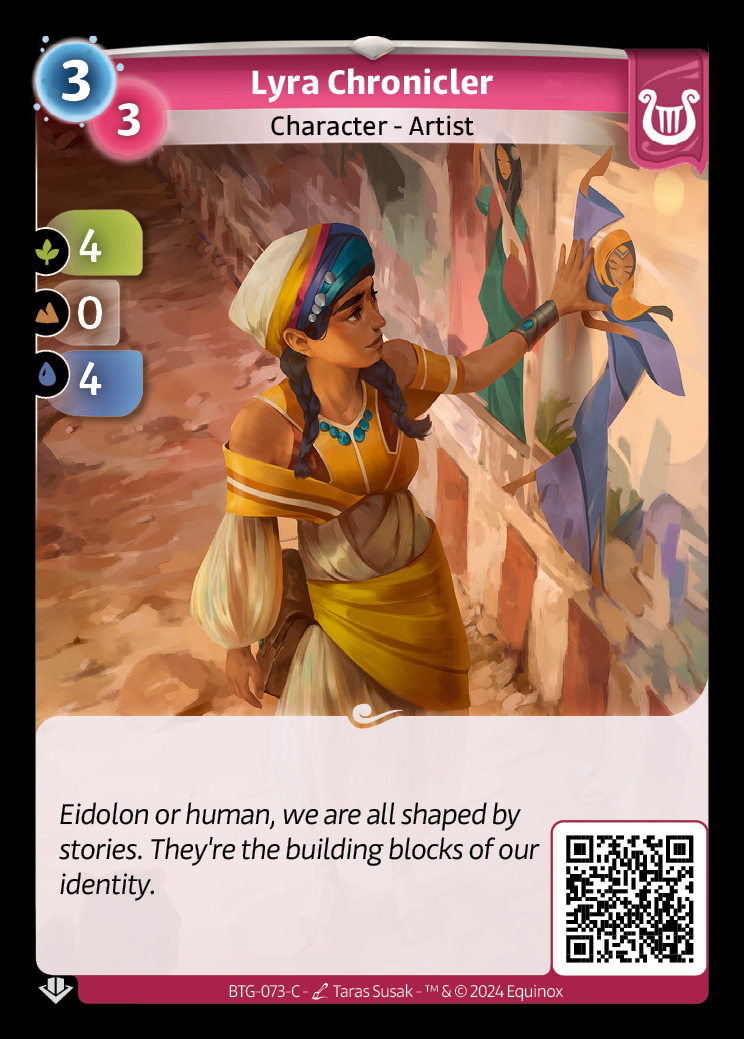 3
Lyra Chronicler
3
Character - Artist
4
0
4
Eidolon or human, we are all shaped by
stories. They're the building blocks of our
identity.
BTG-073-C - Taras Susak - ™ & © 2024 Equinox